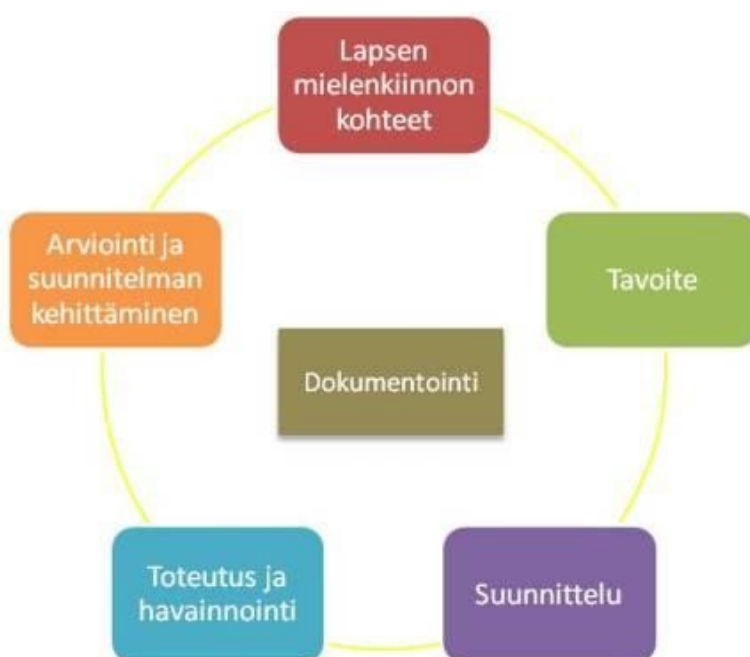 Lapsen
mielenkiinnon
kohteet
Tavoite
Suunnittelu
Toteutus ja
havainnointi
Arviointi ja
suunnitelman
kehittäminen
Dokumentointi